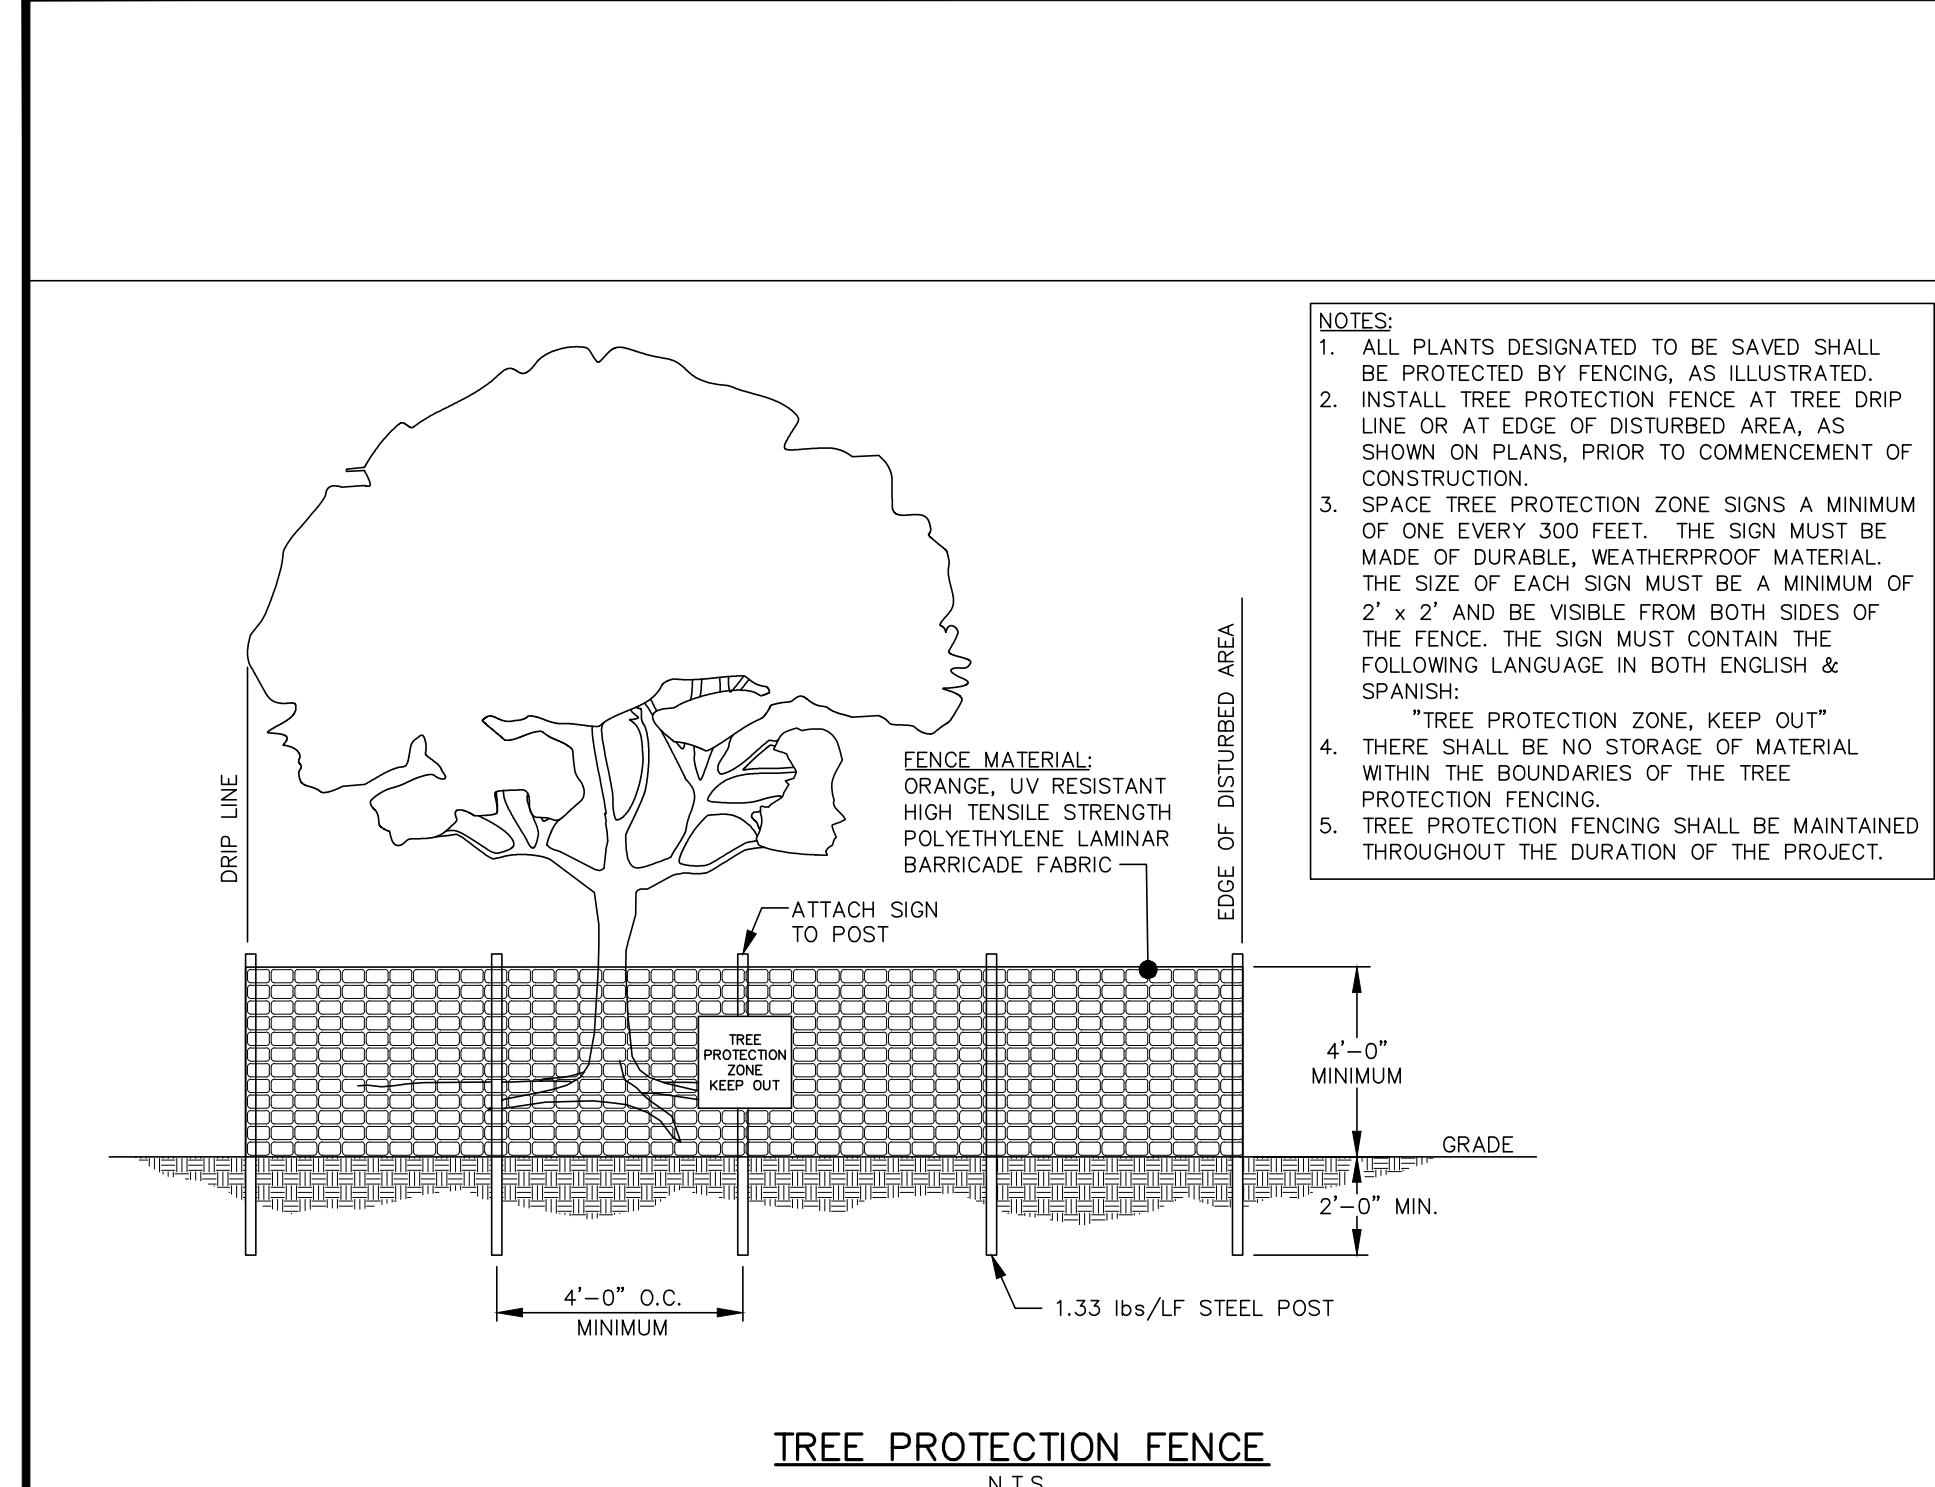 NOTES:
1. ALL PLANTS DESIGNATED TO BE SAVED SHALL
BE PROTECTED BY FENCING, AS ILLUSTRATED.
2. INSTALL TREE PROTECTION FENCE AT TREE DRIP
LINE OR AT EDGE OF DISTURBED AREA, AS
SHOWN ON PLANS, PRIOR TO COMMENCEMENT OF
CONSTRUCTION.
3. SPACE TREE PROTECTION ZONE SIGNS A MINIMUM
OF ONE EVERY 300 FEET. THE SIGN MUST BE
MADE OF DURABLE, WEATHERPROOF MATERIAL.
THE SIZE OF EACH SIGN MUST BE A MINIMUM OF
2' x 2' AND BE VISIBLE FROM BOTH SIDES OF
THE FENCE. THE SIGN MUST CONTAIN THE
FOLLOWING LANGUAGE IN BOTH ENGLISH &
SPANISH:
"TREE PROTECTION ZONE, KEEP OUT"
4. THERE SHALL BE NO STORAGE OF MATERIAL
WITHIN THE BOUNDARIES OF THE TREE
PROTECTION FENCING.
5. TREE PROTECTION FENCING SHALL BE MAINTAINED
THROUGHOUT THE DURATION OF THE PROJECT.
DRIP LINE
EDGE OF DISTURBED AREA
FENCE MATERIAL:
ORANGE, UV RESISTANT
HIGH TENSILE STRENGTH
POLYETHYLENE LAMINAR
BARRICADE FABRIC
ATTACH SIGN
TO POST
TREE
PROTECTION
ZONE
KEEP OUT
4'-0"
MINIMUM
GRADE
2'-0" MIN.
4'-0" O.C.
MINIMUM
1.33 lbs/LF STEEL POST
TREE PROTECTION FENCE
N.T.S.